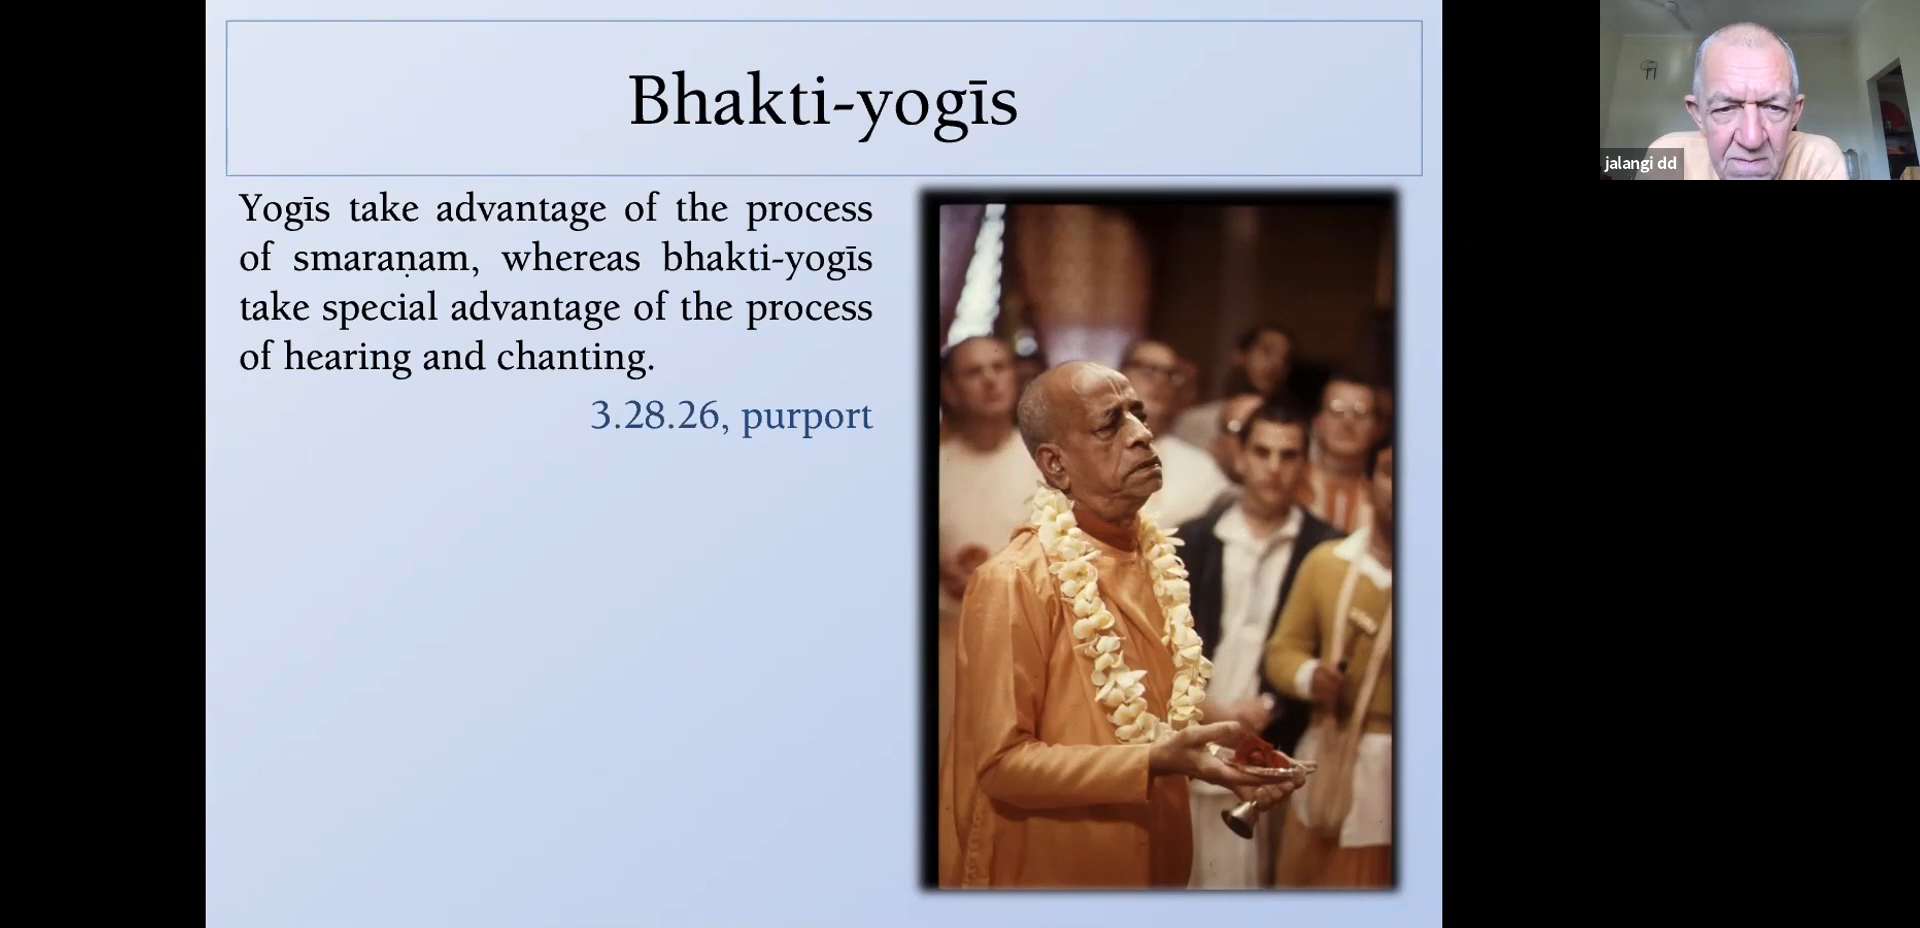 Bhakti-yogīs
Yogīs take advantage of the process
of smaraṇam, whereas bhakti-yogīs
take special advantage of the process
of hearing and chanting.
3.28.26, purport
jalangi dd